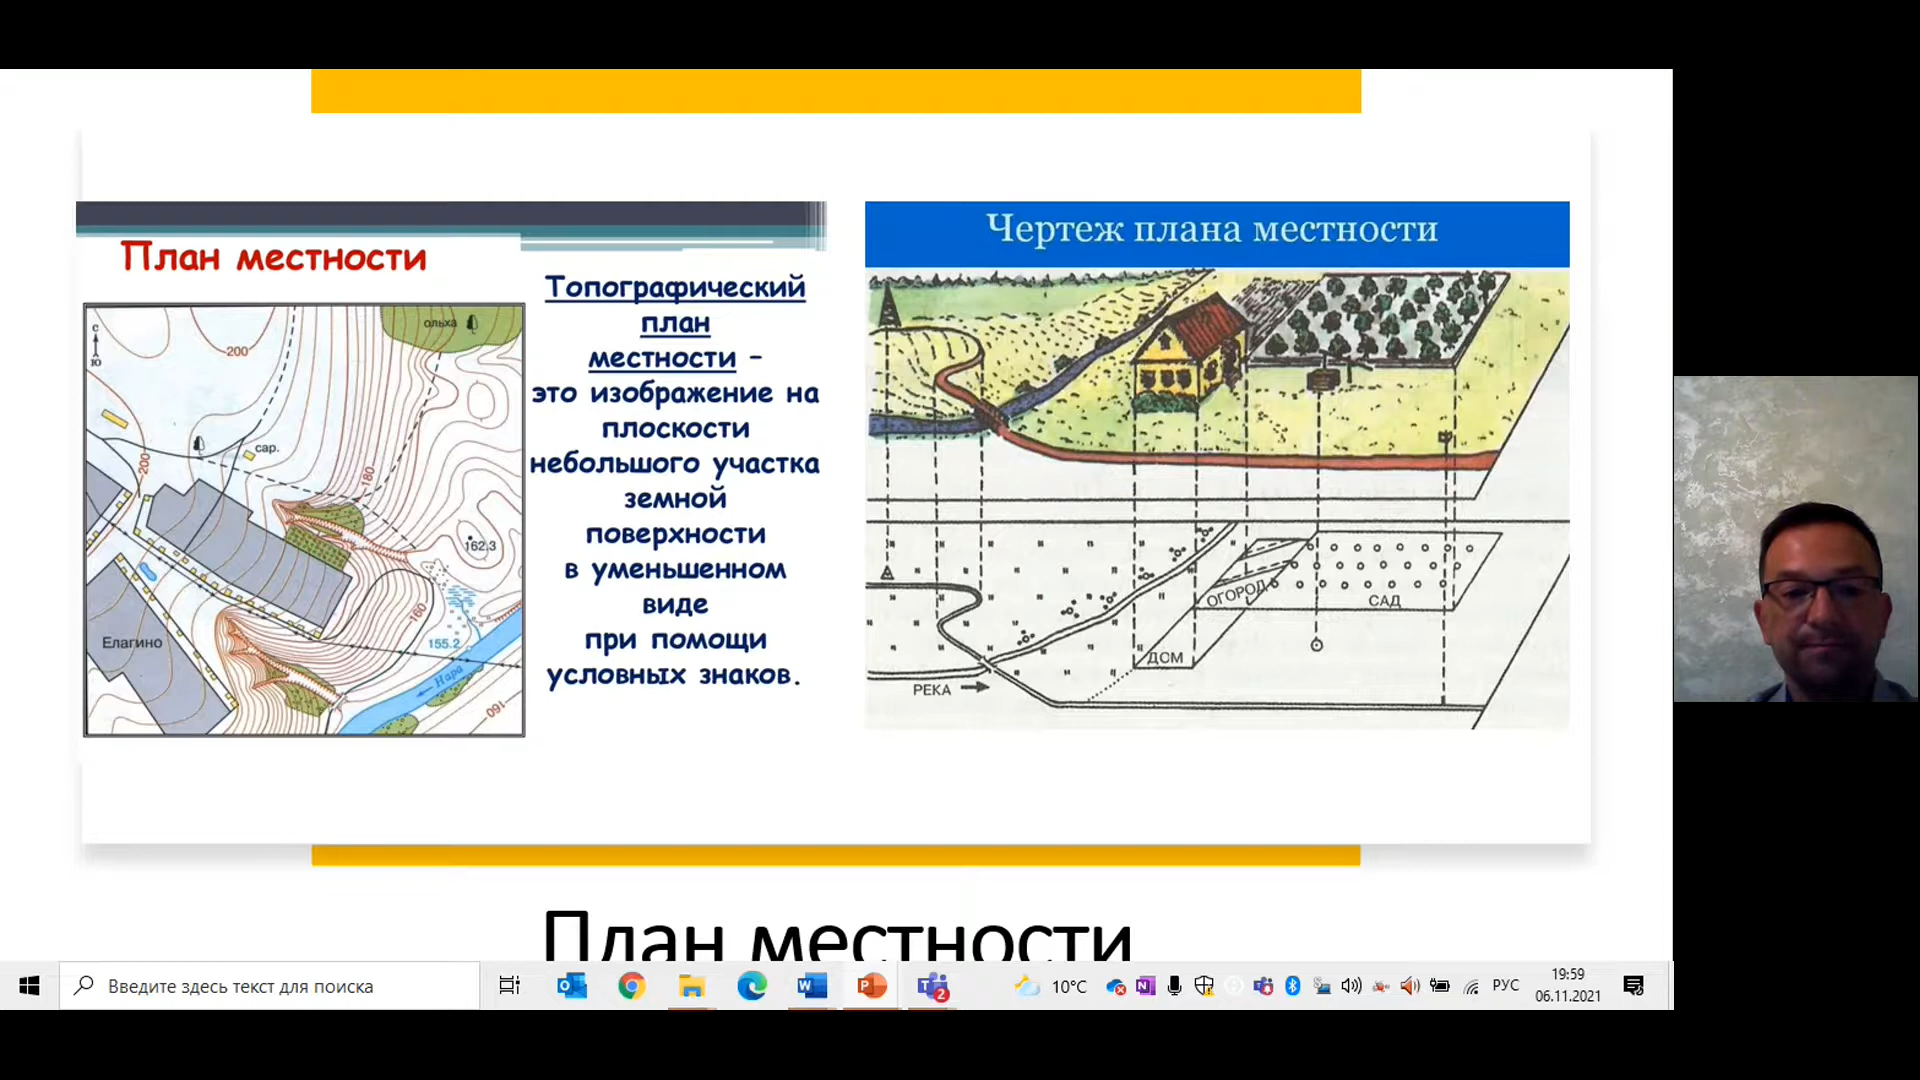 План местности
Топографический
план
местности –
это изображение на
плоскости
небольшого участка
земной
поверхности
в уменьшенном
виде
при помощи
условных знаков.
с
ю
200
ольха
сар.
200
180
162.3
160
155.2
Елагино
Нара
160
Чертеж плана местности
ОГОРОД
САД
ДОМ
РЕКА
План местности
Введите здесь текст для поиска
2
10°C
РУС
19:59
06.11.2021